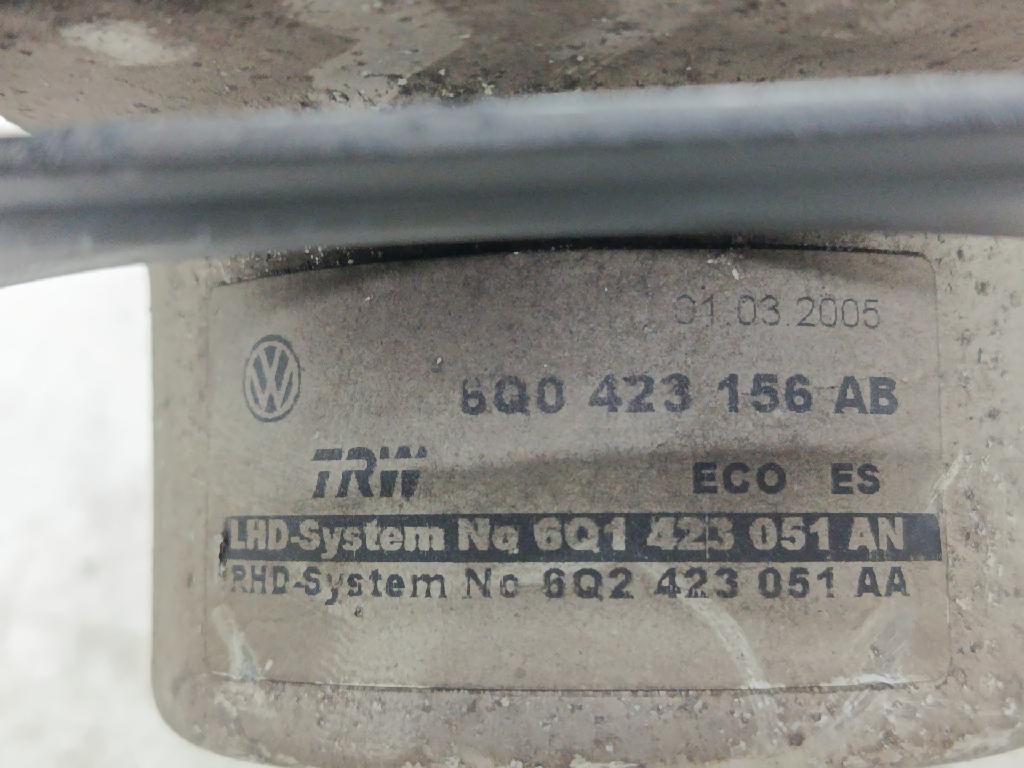 01.03.2005
6Q0 423 156 AB
TRW ECO ES
LHD-System No 6Q1 423 051 AN
RHD-System No 6Q2 423 051 AA